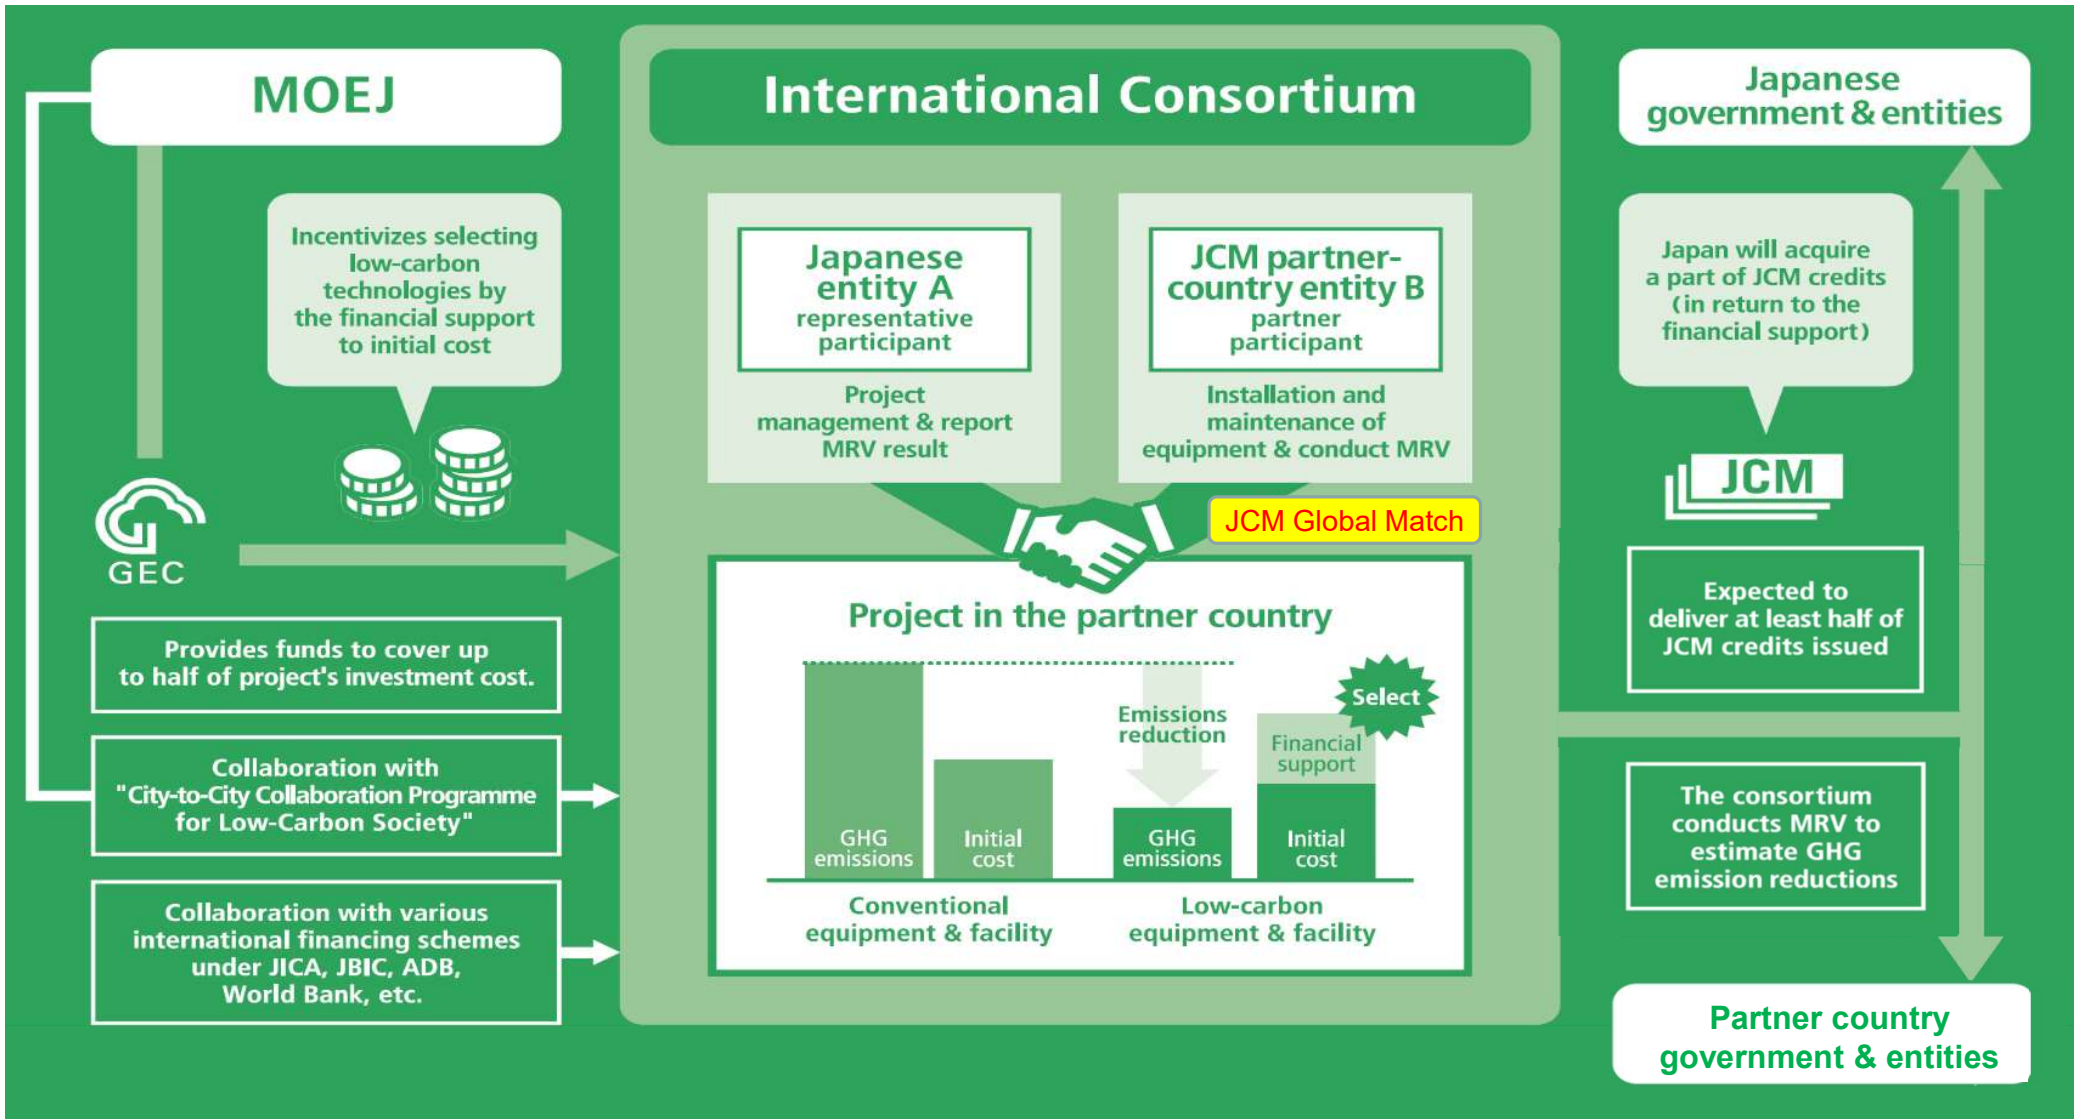 MOEJ
Incentivizes selecting
low-carbon
technologies by
the financial support
to initial cost
GEC
Provides funds to cover up
to half of project's investment cost.
Collaboration with
"City-to-City Collaboration Programme
for Low-Carbon Society"
Collaboration with various
international financing schemes
under JICA, JBIC, ADB,
World Bank, etc.
International Consortium
Japanese
entity A
representative
participant
Project
management & report
MRV result
JCM partner-
country entity B
partner
participant
Installation and
maintenance of
equipment & conduct MRV
JCM Global Match
Project in the partner country
GHG
emissions
Initial
cost
Conventional
equipment & facility
Emissions
reduction
GHG
emissions
Select
Financial
support
Initial
cost
Low-carbon
equipment & facility
Japanese
government & entities
Japan will acquire
a part of JCM credits
(in return to the
financial support)
JCM
Expected to
deliver at least half of
JCM credits issued
The consortium
conducts MRV to
estimate GHG
emission reductions
Partner country
government & entities